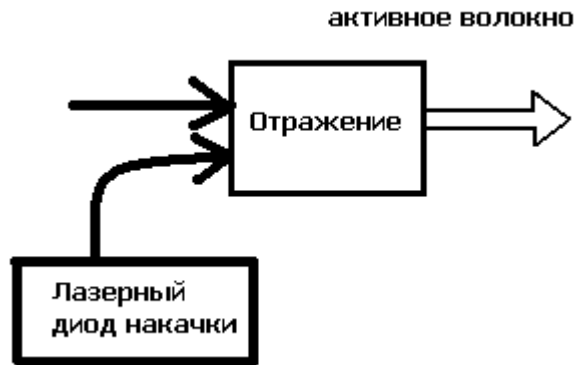 активное волокно
Отражение
Лазерный
диод накачки